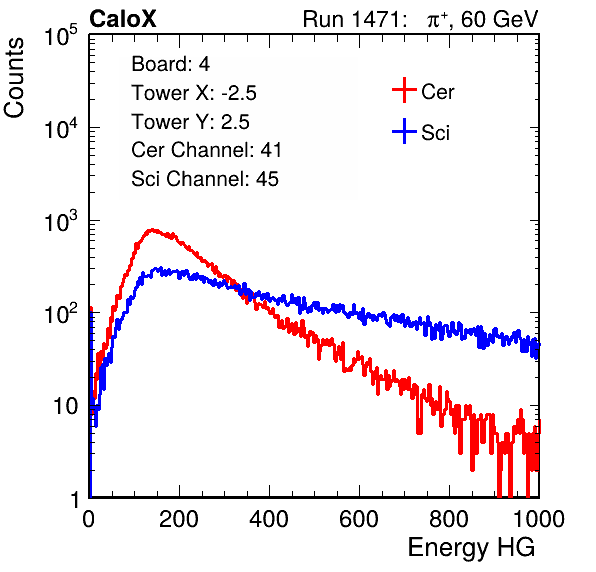 CaloX Run 1471: π⁺, 60 GeV
Counts
10⁵
10⁴
10³
10²
10
1
Board: 4
Tower X: -2.5
Tower Y: 2.5
Cer Channel: 41
Sci Channel: 45
Cer
Sci
0 200 400 600 800 1000
Energy HG